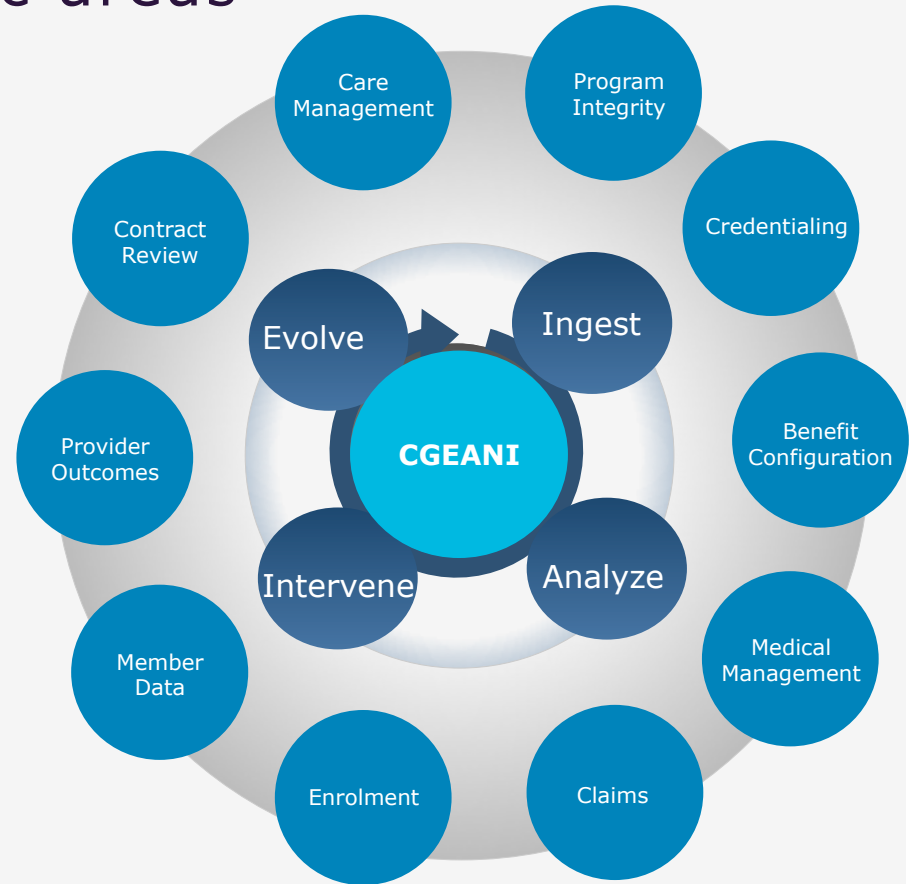 e areas
Care
Management
Program
Integrity
Contract
Review
Credentialing
Evolve
Ingest
Provider
Outcomes
CGEANI
Benefit
Configuration
Intervene
Analyze
Member
Data
Medical
Management
Enrolment
Claims